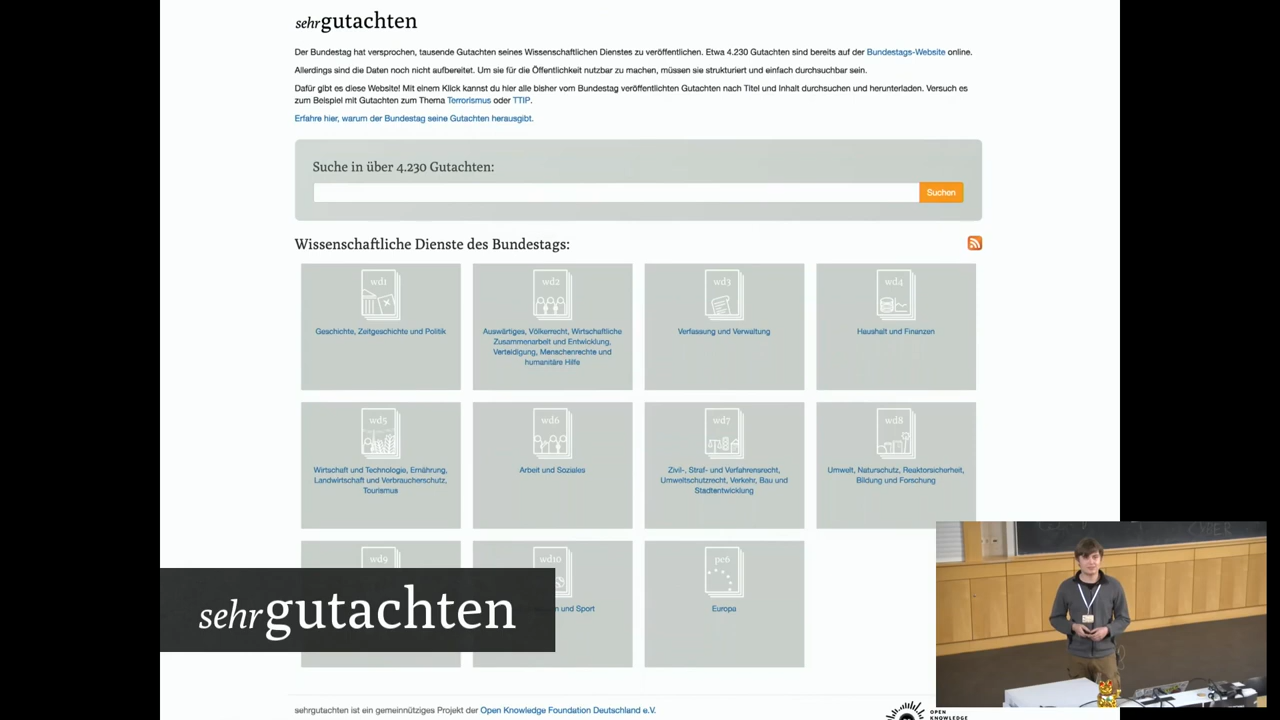 sehrgutachten
Der Bundestag hat versprochen, tausende Gutachten seines Wissenschaftlichen Dienstes zu veröffentlichen. Etwa 4.230 Gutachten sind bereits auf der Bundestags-Website online.
Allerdings sind die Daten noch nicht aufbereitet. Um sie für die Öffentlichkeit nutzbar zu machen, müssen sie strukturiert und einfach durchsuchbar sein.
Dafür gibt es diese Website! Mit einem Klick kannst du hier alle bisher vom Bundestag veröffentlichten Gutachten nach Titel und Inhalt durchsuchen und herunterladen. Versuch es
zum Beispiel mit Gutachten zum Thema Terrorismus oder TTIP.
Erfahre hier, warum der Bundestag seine Gutachten herausgibt.
Suche in über 4.230 Gutachten:
Suchen
Wissenschaftliche Dienste des Bundestags:
wd1
Geschichte, Zeitgeschichte und Politik
wd2
Auswärtiges, Völkerrecht, Wirtschaftliche
Zusammenarbeit und Entwicklung,
Verteidigung, Menschenrechte und
humanitäre Hilfe
wd3
Verfassung und Verwaltung
wd4
Haushalt und Finanzen
wd5
Wirtschaft und Technologie, Ernährung,
Landwirtschaft und Verbraucherschutz,
Tourismus
wd6
Arbeit und Soziales
wd7
Zivil-, Straf- und Verfahrensrecht,
Umweltschutzrecht, Verkehr, Bau und
Stadtentwicklung
wd8
Umwelt, Naturschutz, Reaktorsicherheit,
Bildung und Forschung
wd9
wd10
und Sport
pe6
Europa
sehrgutachten
sehrgutachten ist ein gemeinnütziges Projekt der Open Knowledge Foundation Deutschland e.V.
OPEN
KNOWLEDGE